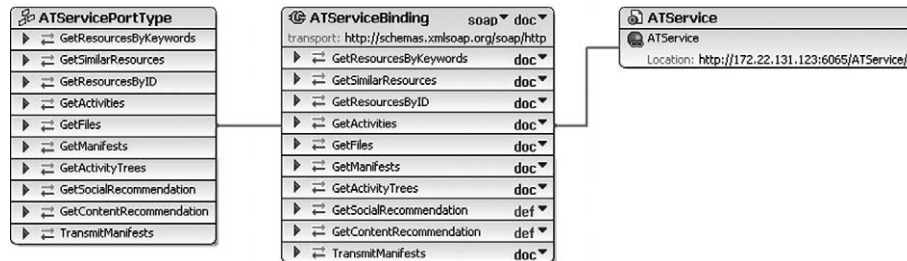 ATServicePortType
GetResourcesByKeywords
GetSimilarResources
GetResourcesByID
GetActivities
GetFiles
GetManifests
GetActivityTrees
GetSocialRecommendation
GetContentRecommendation
TransmitManifests
ATServiceBinding soap doc
transport: http://schemas.xmlsoap.org/soap/http
GetResourcesByKeywords doc
GetSimilarResources doc
GetResourcesByID doc
GetActivities doc
GetFiles doc
GetManifests doc
GetActivityTrees doc
GetSocialRecommendation def
GetContentRecommendation def
TransmitManifests doc
ATService
ATService
Location: http://172.22.131.123:6065/ATService/